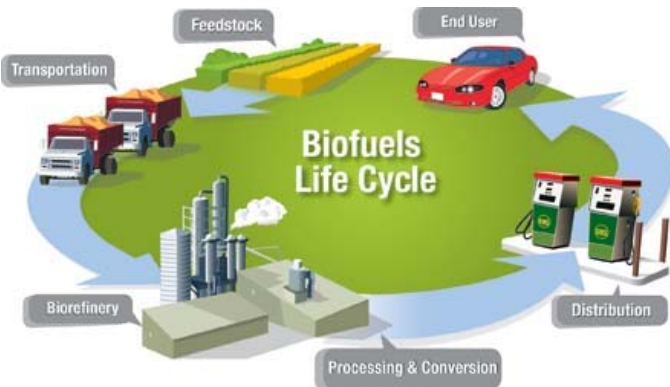 Feedstock
End User
Transportation
Biofuels
Life Cycle
Biorefinery
Distribution
Processing & Conversion